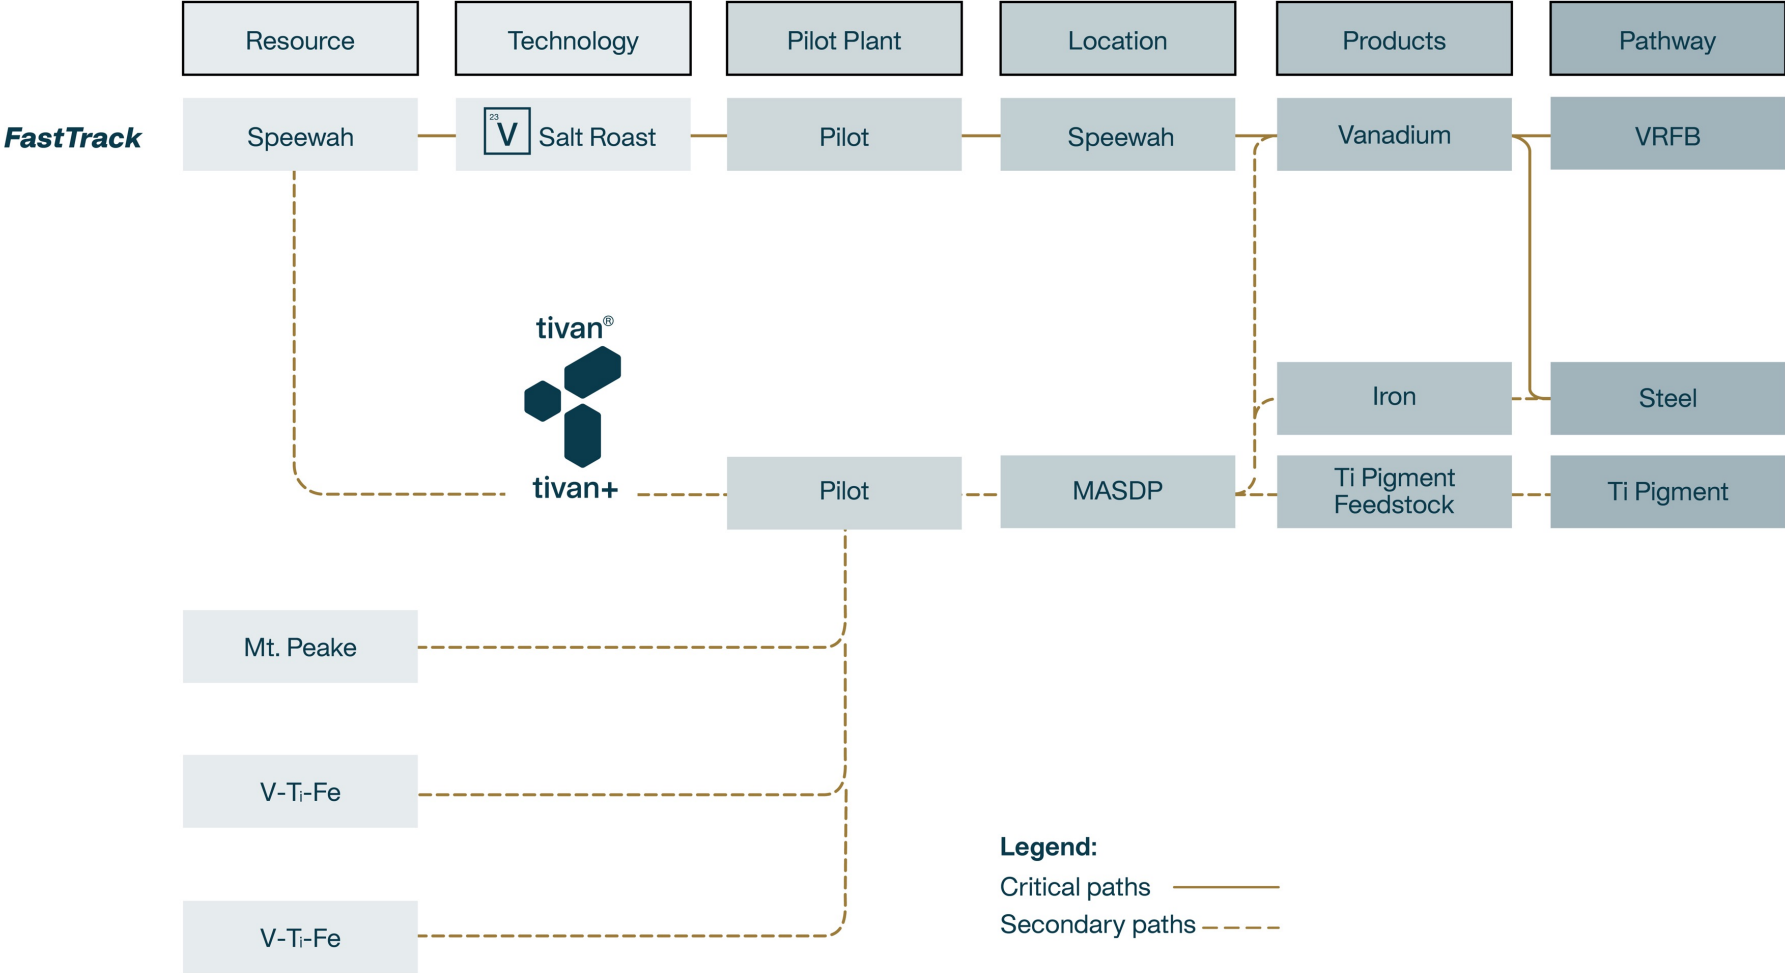 Resource
Technology
Pilot Plant
Location
Products
Pathway
FastTrack
Speewah
23
V
Salt Roast
Pilot
Speewah
Vanadium
VRFB
tivan®
tivan+
Iron
Steel
Pilot
MASDP
Ti Pigment
Feedstock
Ti Pigment
Mt. Peake
V-Ti-Fe
V-Ti-Fe
Legend:
Critical paths
Secondary paths